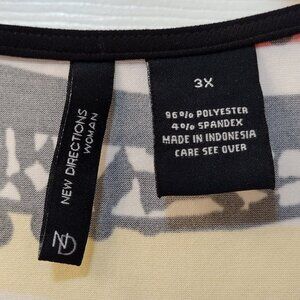 NEW DIRECTIONS
WOMAN
ND
3X
96% POLYESTER
4% SPANDEX
MADE IN INDONESIA
CARE SEE OVER